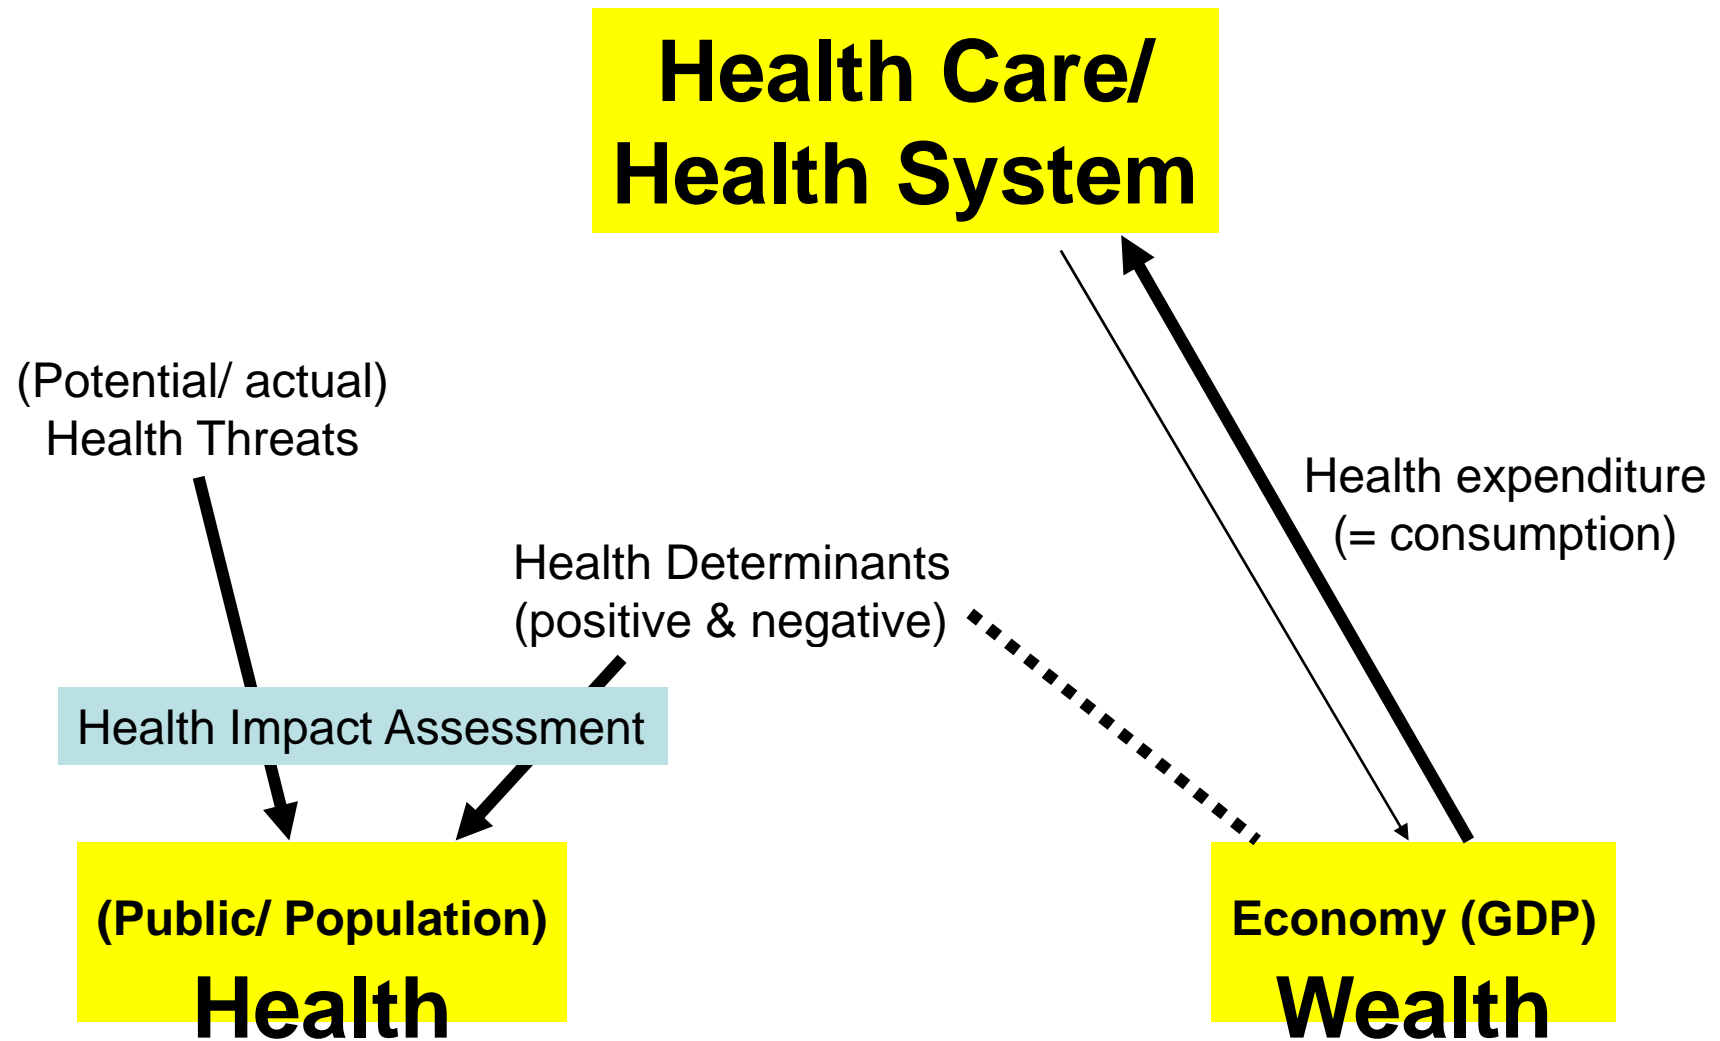 Health Care/
Health System
(Potential/ actual)
Health Threats
Health expenditure
(= consumption)
Health Determinants
(positive & negative)
Health Impact Assessment
(Public/ Population)
Health
Economy (GDP)
Wealth